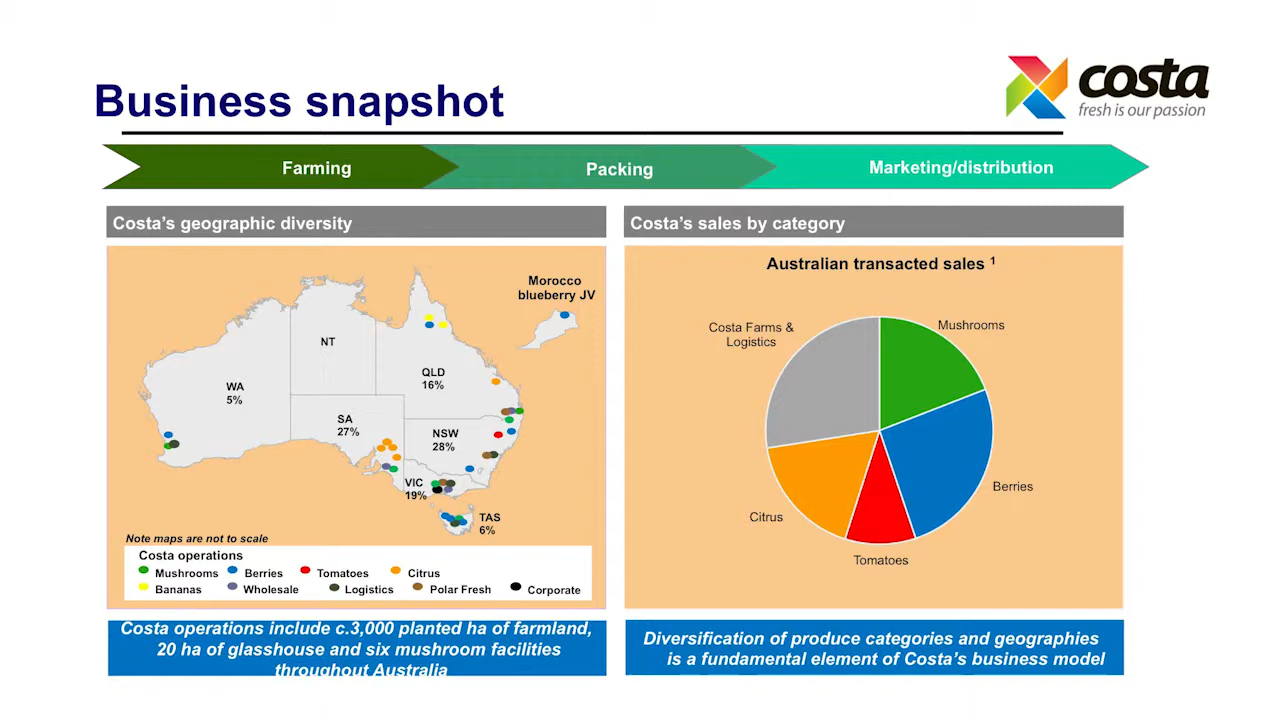 Business snapshot
costa
fresh is our passion
Farming
Packing
Marketing/distribution
Costa's geographic diversity
Costa's sales by category
Morocco
blueberry JV
NT
QLD
16%
WA
5%
SA
27%
NSW
28%
VIC
19%
TAS
6%
Note maps are not to scale
Costa operations
Mushrooms
Berries
Tomatoes
Citrus
Bananas
Wholesale
Logistics
Polar Fresh
Corporate
Australian transacted sales 1
Costa Farms &
Logistics
Mushrooms
Berries
Citrus
Tomatoes
Costa operations include c.3,000 planted ha of farmland,
20 ha of glasshouse and six mushroom facilities
throughout Australia
Diversification of produce categories and geographies
is a fundamental element of Costa's business model